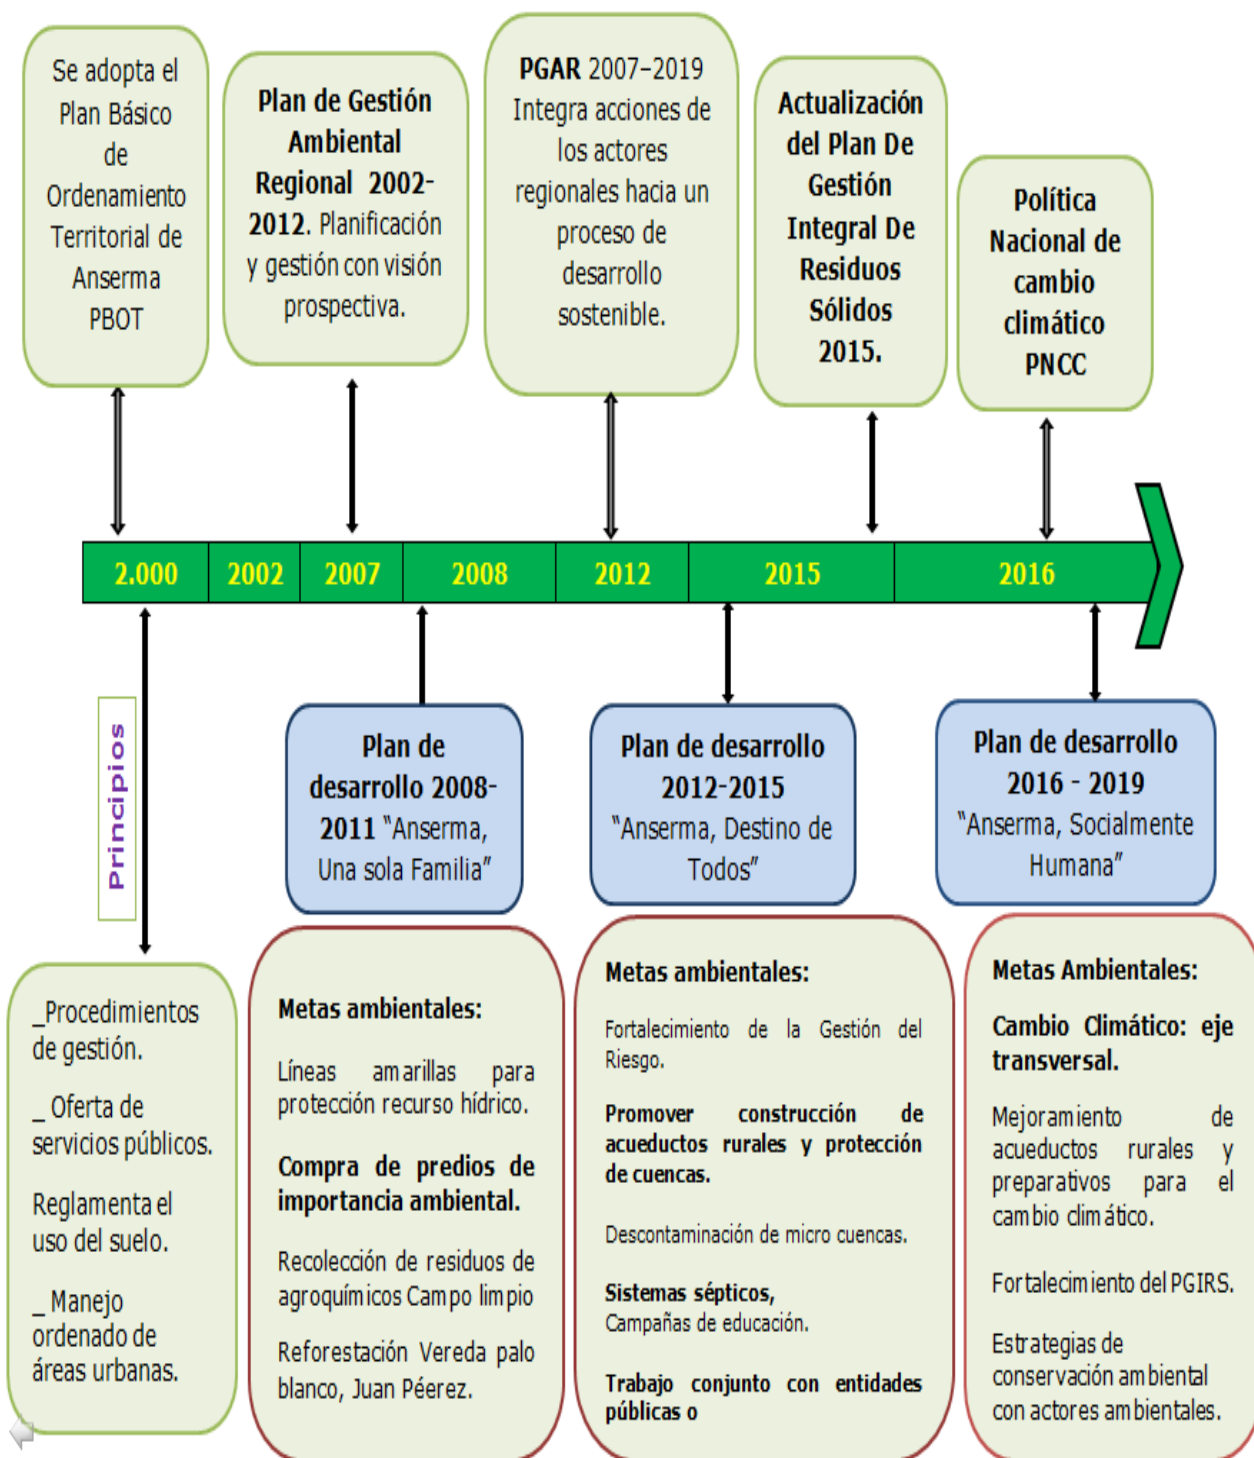 Se adopta el
Plan Básico
de
Ordenamiento
Territorial de
Anserma
PBOT
Plan de Gestión
Ambiental
Regional 2002-
2012. Planificación
y gestión con visión
prospectiva.
PGAR 2007–2019
Integra acciones de
los actores
regionales hacia un
proceso de
desarrollo
sostenible.
Actualización
del Plan De
Gestión
Integral De
Residuos
Sólidos
2015.
Política
Nacional de
cambio
climático
PNCC
2.000
2002
2007
2008
2012
2015
2016
Principios
Plan de
desarrollo 2008-
2011 “Anserma,
Una sola Familia”
Plan de desarrollo
2012-2015
“Anserma, Destino de
Todos”
Plan de desarrollo
2016 - 2019
“Anserma, Socialmente
Humana”
_Procedimientos
de gestión.
_ Oferta de
servicios públicos.
Reglamenta el
uso del suelo.
_ Manejo
ordenado de
áreas urbanas.
Metas ambientales:
Líneas amarillas para
protección recurso hídrico.
Compra de predios de
importancia ambiental.
Recolección de residuos de
agroquímicos Campo limpio
Reforestación Vereda palo
blanco, Juan Péerez.
Metas ambientales:
Fortalecimiento de la Gestión del
Riesgo.
Promover construcción de
acueductos rurales y protección
de cuencas.
Descontaminación de micro cuencas.
Sistemas sépticos,
Campañas de educación.
Trabajo conjunto con entidades
públicas o
Metas Ambientales:
Cambio Climático: eje
transversal.
Mejoramiento de
acueductos rurales y
preparativos para el
cambio climático.
Fortalecimiento del PGIRS.
Estrategias de
conservación ambiental
con actores ambientales.